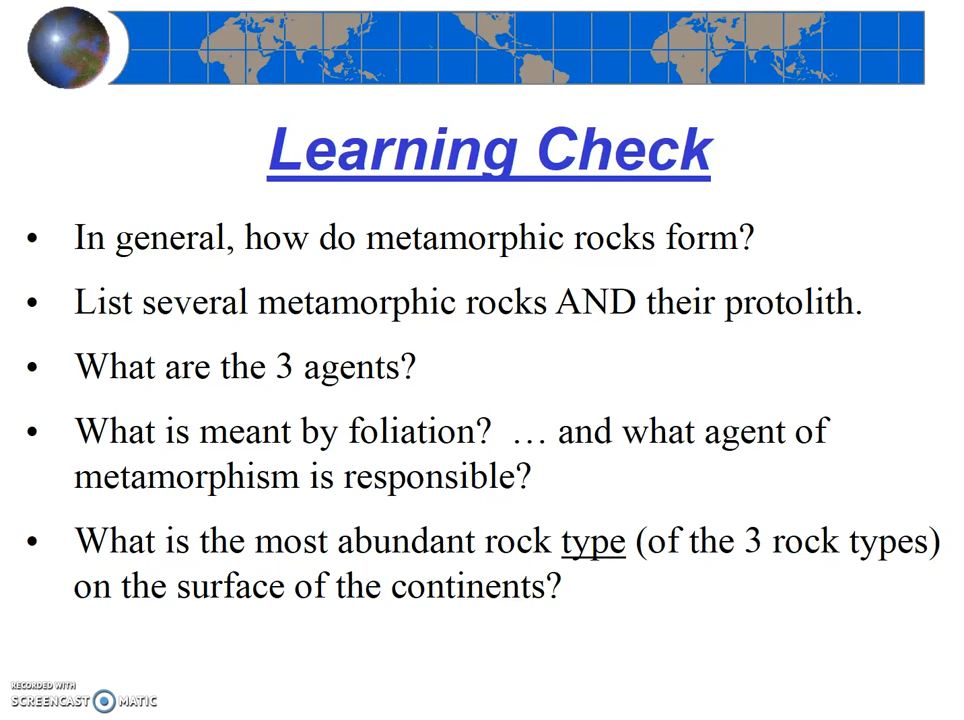 Learning Check
• In general, how do metamorphic rocks form?
• List several metamorphic rocks AND their protolith.
• What are the 3 agents?
• What is meant by foliation?  … and what agent of
metamorphism is responsible?
• What is the most abundant rock type (of the 3 rock types)
on the surface of the continents?
RECORDED WITH
SCREENCAST MATIC